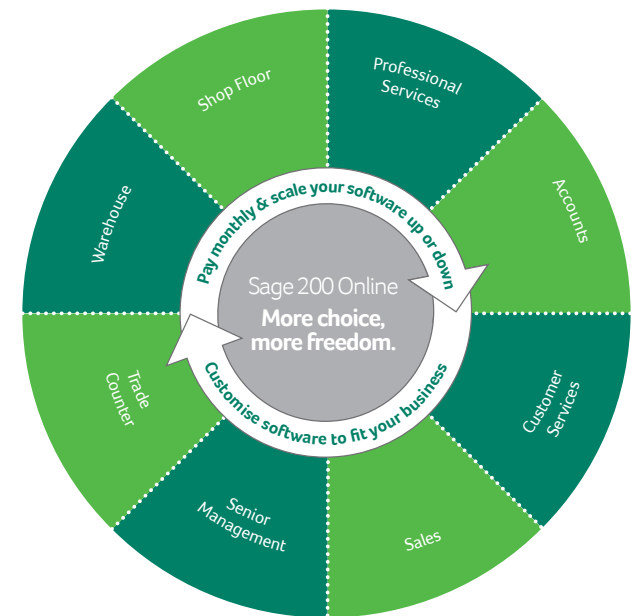 Professional
Services
Accounts
Customer
Services
Sales
Senior
Management
Trade
Counter
Warehouse
Shop Floor
Pay monthly & scale your software up or down
Customise software to fit your business
Sage 200 Online
More choice,
more freedom.